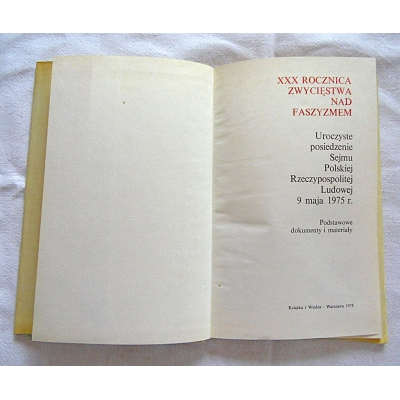 XXX ROCZNICA
ZWYCIĘSTWA
NAD
FASZYZMEM
Uroczyste
posiedzenie
Sejmu
Polskiej
Rzeczypospolitej
Ludowej
9 maja 1975 r.
Podstawowe
dokumenty i materiały
Książka i Wiedza · Warszawa 1975